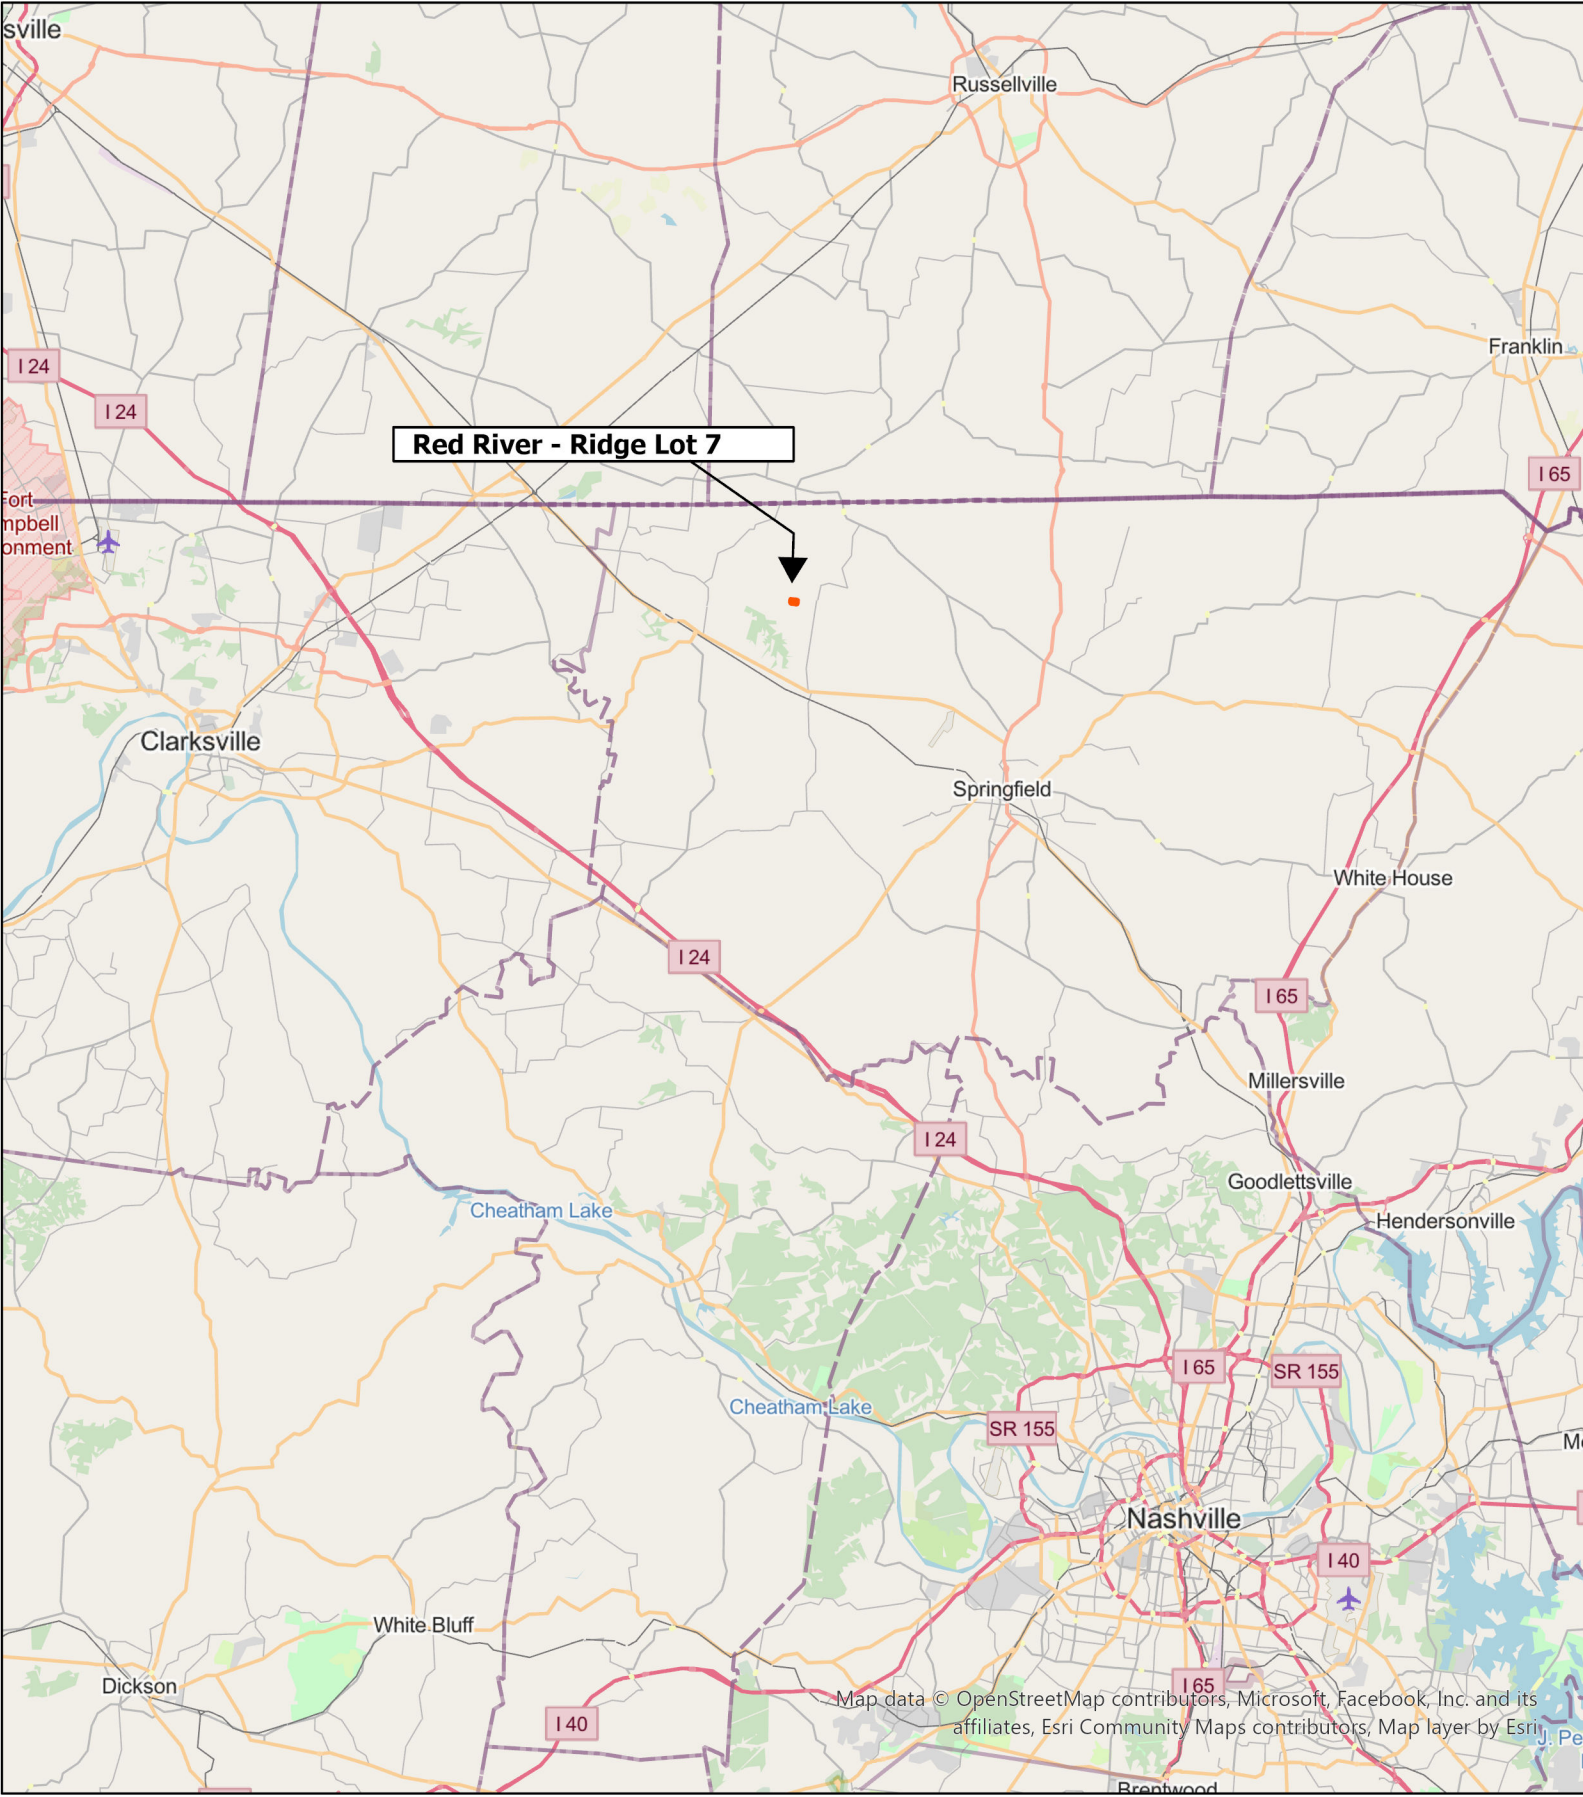 sville
Russellville
Franklin
I 24
I 24
Red River - Ridge Lot 7
I 65
Fort
mpbell
onment
Clarksville
Springfield
White House
I 24
I 65
Millersville
I 24
Goodlettsville
Cheatham Lake
Hendersonville
I 65
SR 155
Cheatham Lake
SR 155
Nashville
I 40
White Bluff
Dickson
I 65
I 40
Map data © OpenStreetMap contributors, Microsoft, Facebook, Inc. and its
affiliates, Esri Community Maps contributors, Map layer by Esri
J. Pe
Brentwood